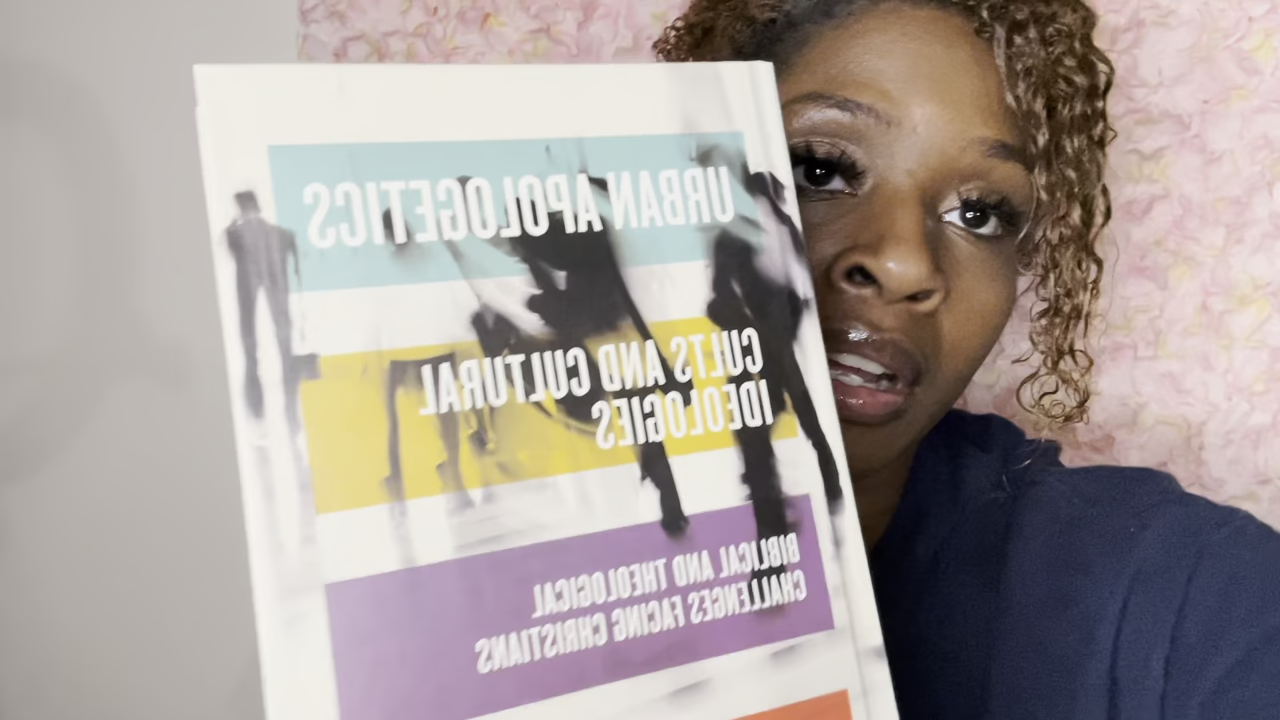 URBAN APOLOGETICS
CULTS AND CULTURAL
IDEOLOGIES
BIBLICAL AND THEOLOGICAL
CHALLENGES FACING CHRISTIANS